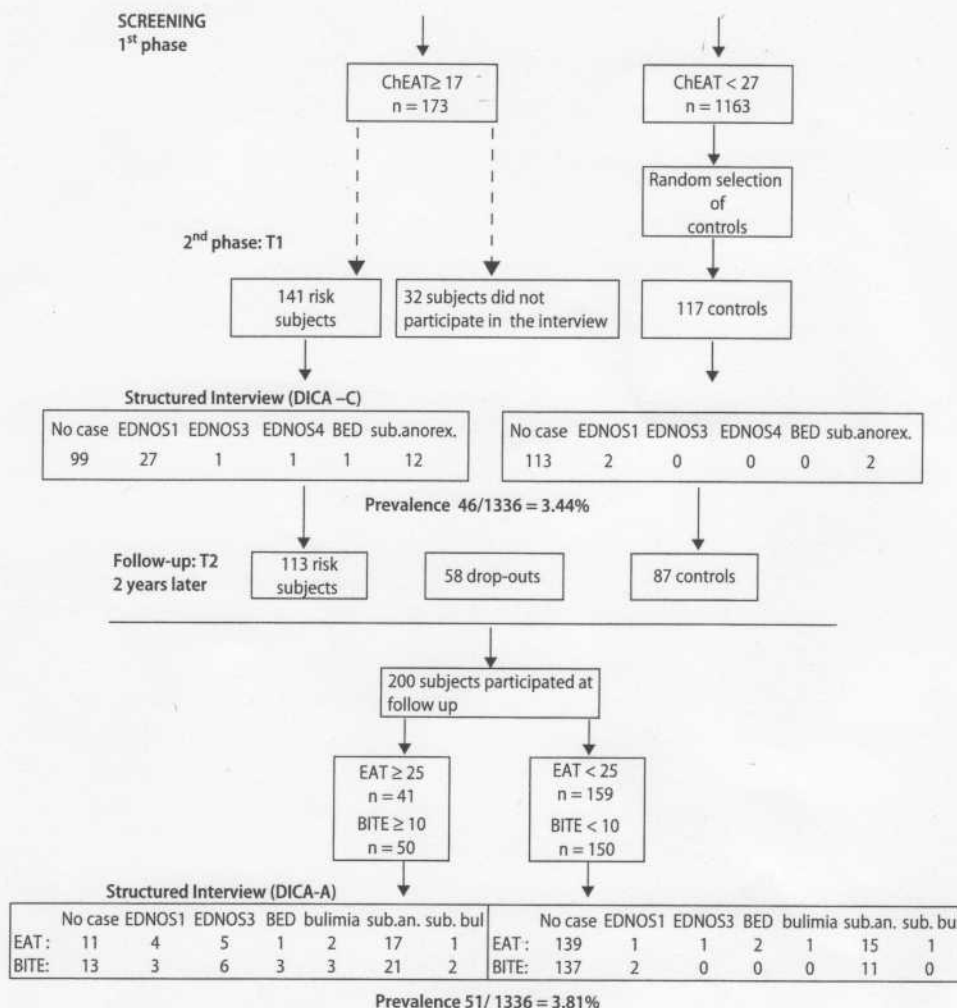 SCREENING
1st phase
ChEAT≥ 17
n = 173
ChEAT < 27
n = 1163
Random selection
of
controls
2nd phase: T1
141 risk
subjects
32 subjects did not
participate in the interview
117 controls
Structured Interview (DICA –C)
No case EDNOS1 EDNOS3 EDNOS4 BED sub.anorex.
99 27 1 1 1 12
No case EDNOS1 EDNOS3 EDNOS4 BED sub.anorex.
113 2 0 0 0 2
Prevalence 46/1336 = 3.44%
Follow-up: T2
2 years later
113 risk
subjects
58 drop-outs
87 controls
200 subjects participated at
follow up
EAT ≥ 25
n = 41
BITE ≥ 10
n = 50
EAT < 25
n = 159
BITE < 10
n = 150
Structured Interview (DICA-A)
No case EDNOS1 EDNOS3 BED bulimia sub.an. sub. bul
EAT : 11 4 5 1 2 17 1
BITE: 13 3 6 3 3 21 2
No case EDNOS1 EDNOS3 BED bulimia sub.an. sub. bul
EAT : 139 1 1 2 1 15 1
BITE: 137 2 0 0 0 11 0
Prevalence 51/ 1336 = 3.81%